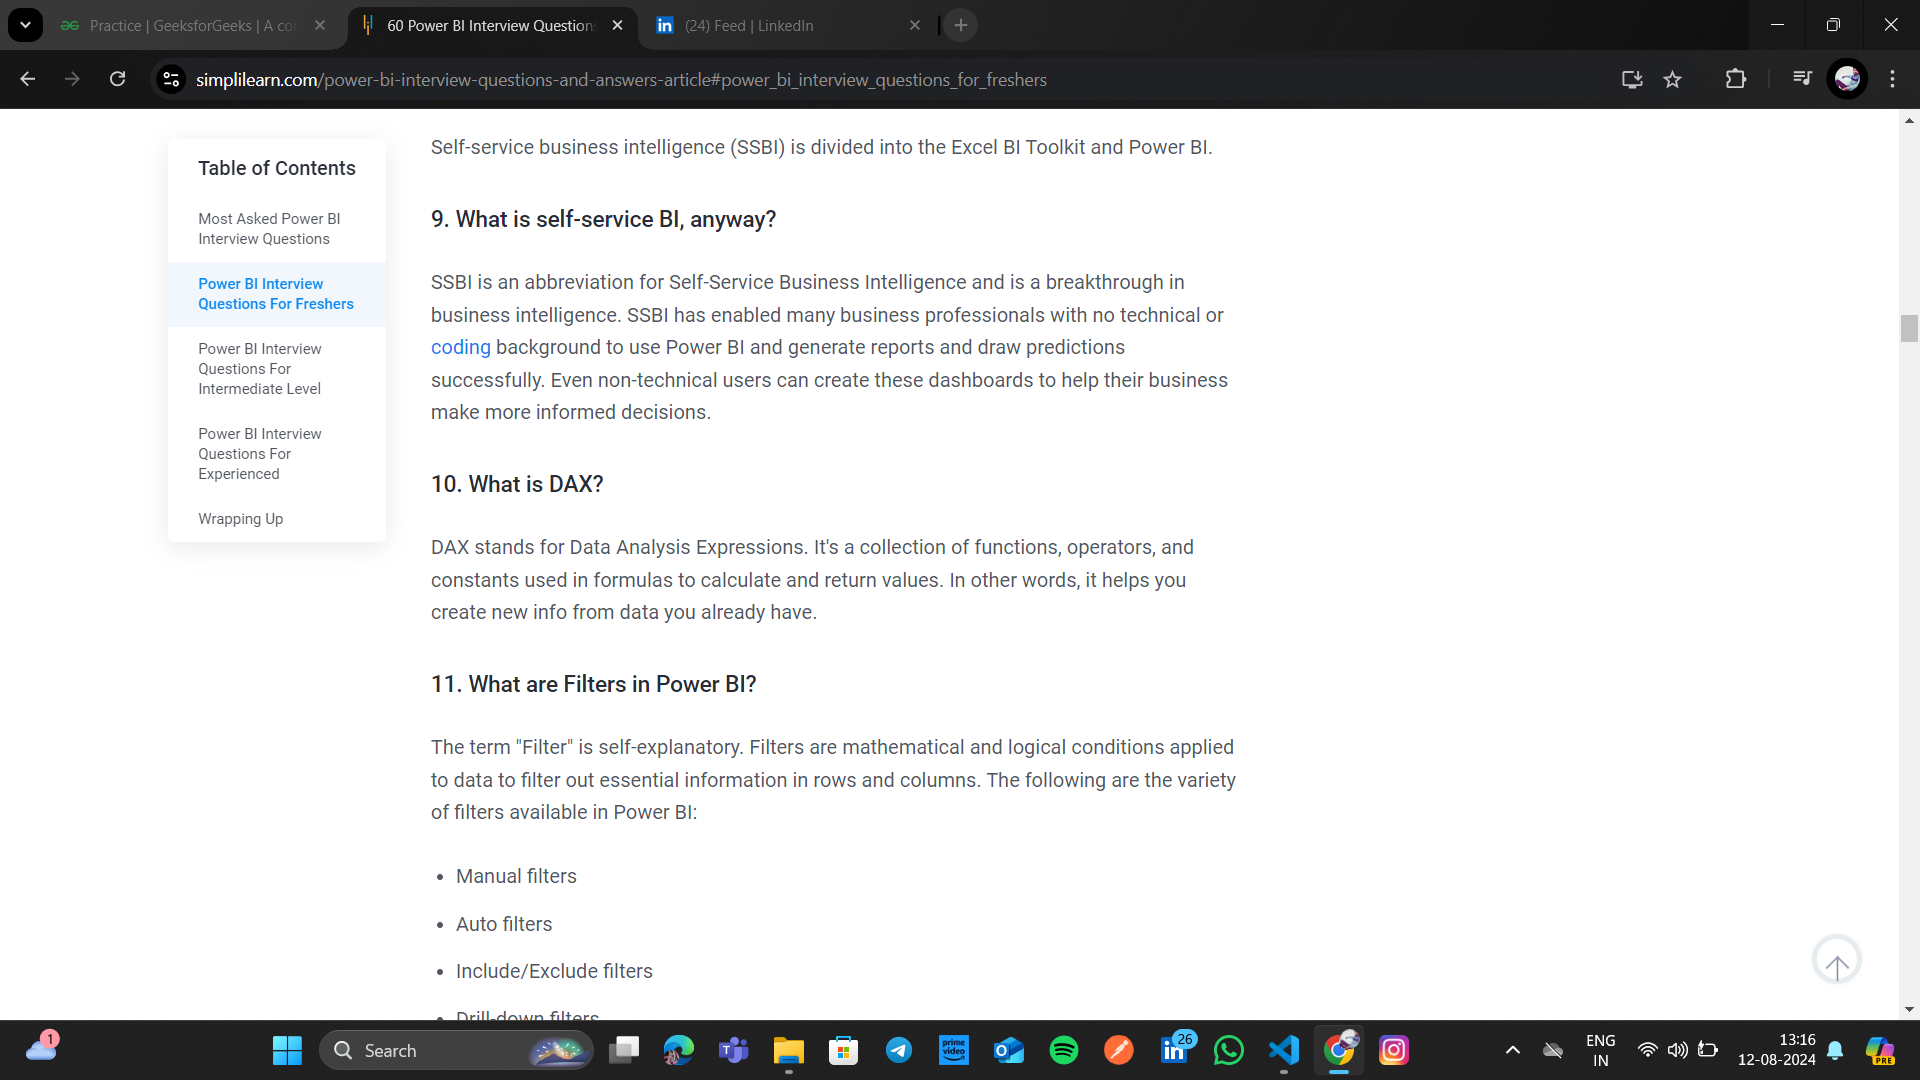 Practice | GeeksforGeeks | A co
60 Power BI Interview Question
(24) Feed | LinkedIn
simplilearn.com/power-bi-interview-questions-and-answers-article#power_bi_interview_questions_for_freshers
Table of Contents
Most Asked Power BI
Interview Questions
Power BI Interview
Questions For Freshers
Power BI Interview
Questions For
Intermediate Level
Power BI Interview
Questions For
Experienced
Wrapping Up
Self-service business intelligence (SSBI) is divided into the Excel BI Toolkit and Power BI.
9. What is self-service BI, anyway?
SSBI is an abbreviation for Self-Service Business Intelligence and is a breakthrough in
business intelligence. SSBI has enabled many business professionals with no technical or
coding background to use Power BI and generate reports and draw predictions
successfully. Even non-technical users can create these dashboards to help their business
make more informed decisions.
10. What is DAX?
DAX stands for Data Analysis Expressions. It's a collection of functions, operators, and
constants used in formulas to calculate and return values. In other words, it helps you
create new info from data you already have.
11. What are Filters in Power BI?
The term "Filter" is self-explanatory. Filters are mathematical and logical conditions applied
to data to filter out essential information in rows and columns. The following are the variety
of filters available in Power BI:
• Manual filters
• Auto filters
• Include/Exclude filters
• Drill-down filters
1
Search
prime video
26
ENG
IN
13:16
12-08-2024
PRE